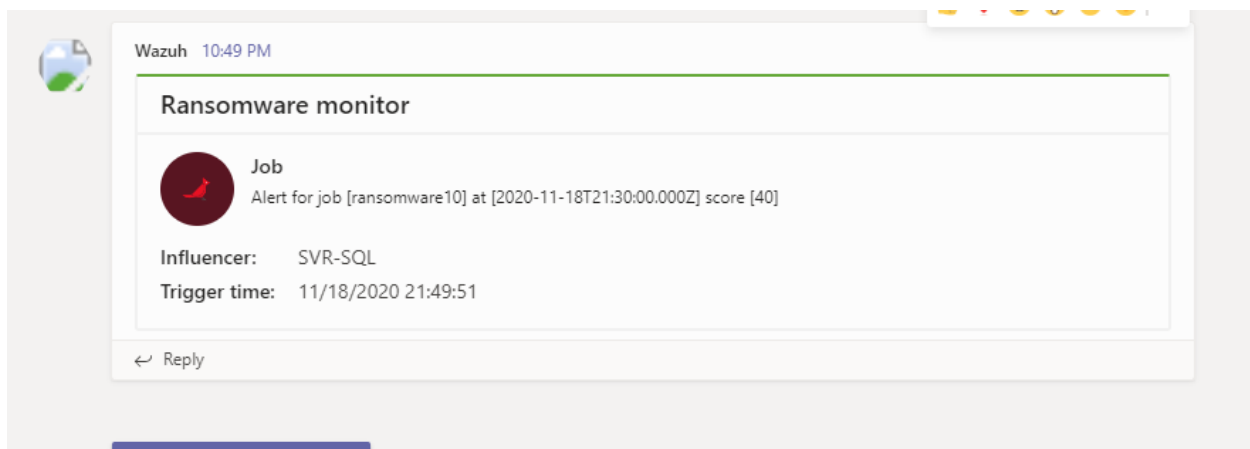 Wazuh 10:49 PM
Ransomware monitor
Job
Alert for job [ransomware10] at [2020-11-18T21:30:00.000Z] score [40]
Influencer: SVR-SQL
Trigger time: 11/18/2020 21:49:51
Reply